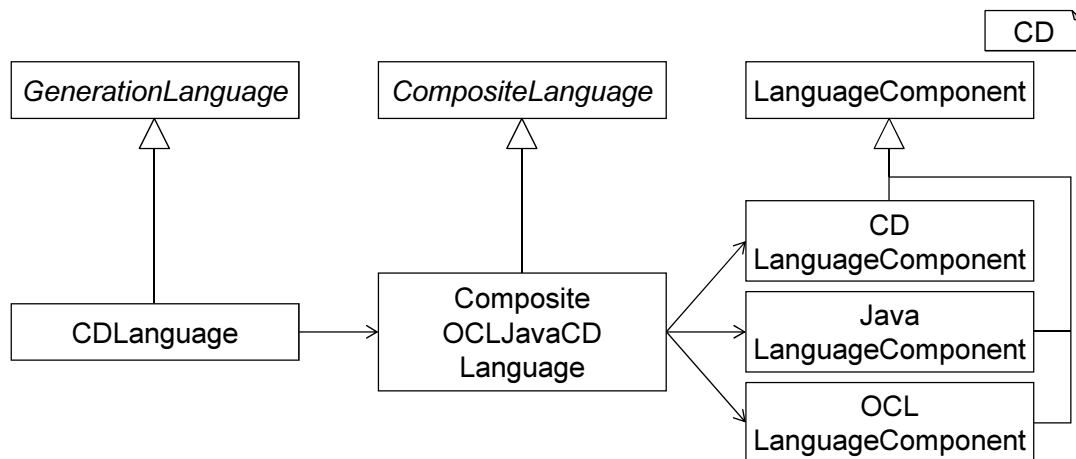 CD
GenerationLanguage
CompositeLanguage
LanguageComponent
CD
LanguageComponent
CDLanguage
Composite
OCLJavaCD
Language
Java
LanguageComponent
OCL
LanguageComponent